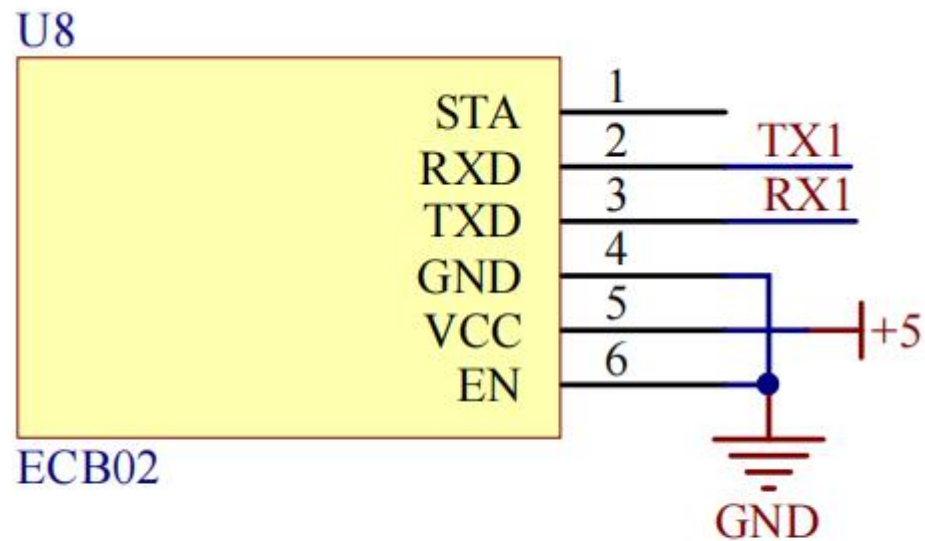 U8
STA 1
RXD 2 TX1
TXD 3 RX1
GND 4
VCC 5 +5
EN 6
ECB02
GND